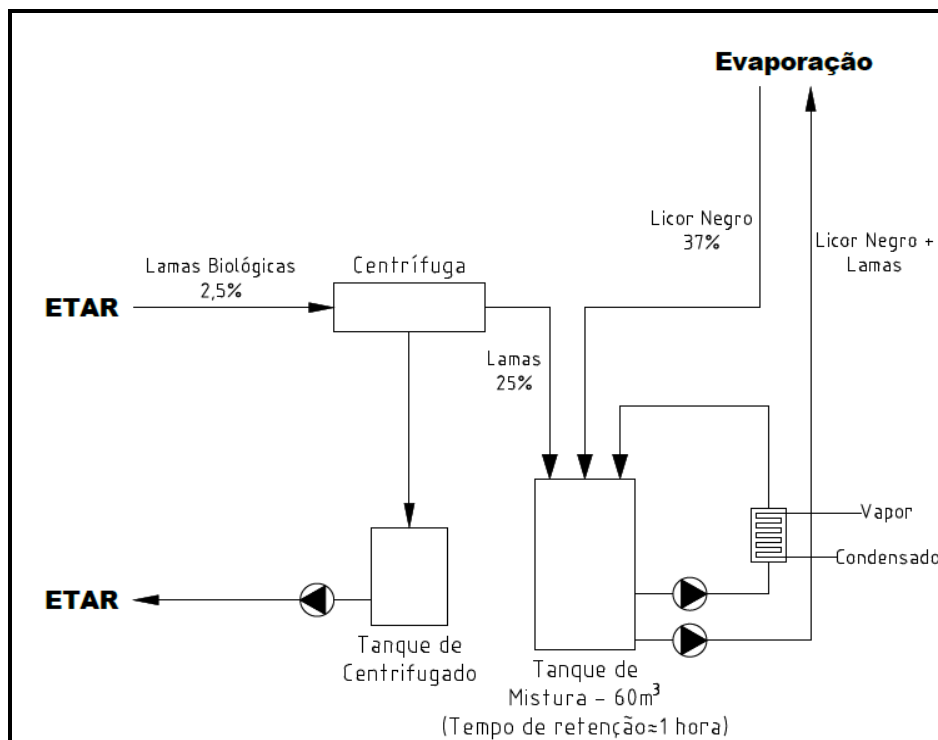 Evaporação
Licor Negro
37%
Licor Negro +
Lamas
Lamas Biológicas
2,5%
Centrífuga
ETAR
Lamas
25%
Vapor
Condensado
ETAR
Tanque de
Centrifugado
Tanque de
Mistura – 60m³
(Tempo de retenção≈1 hora)